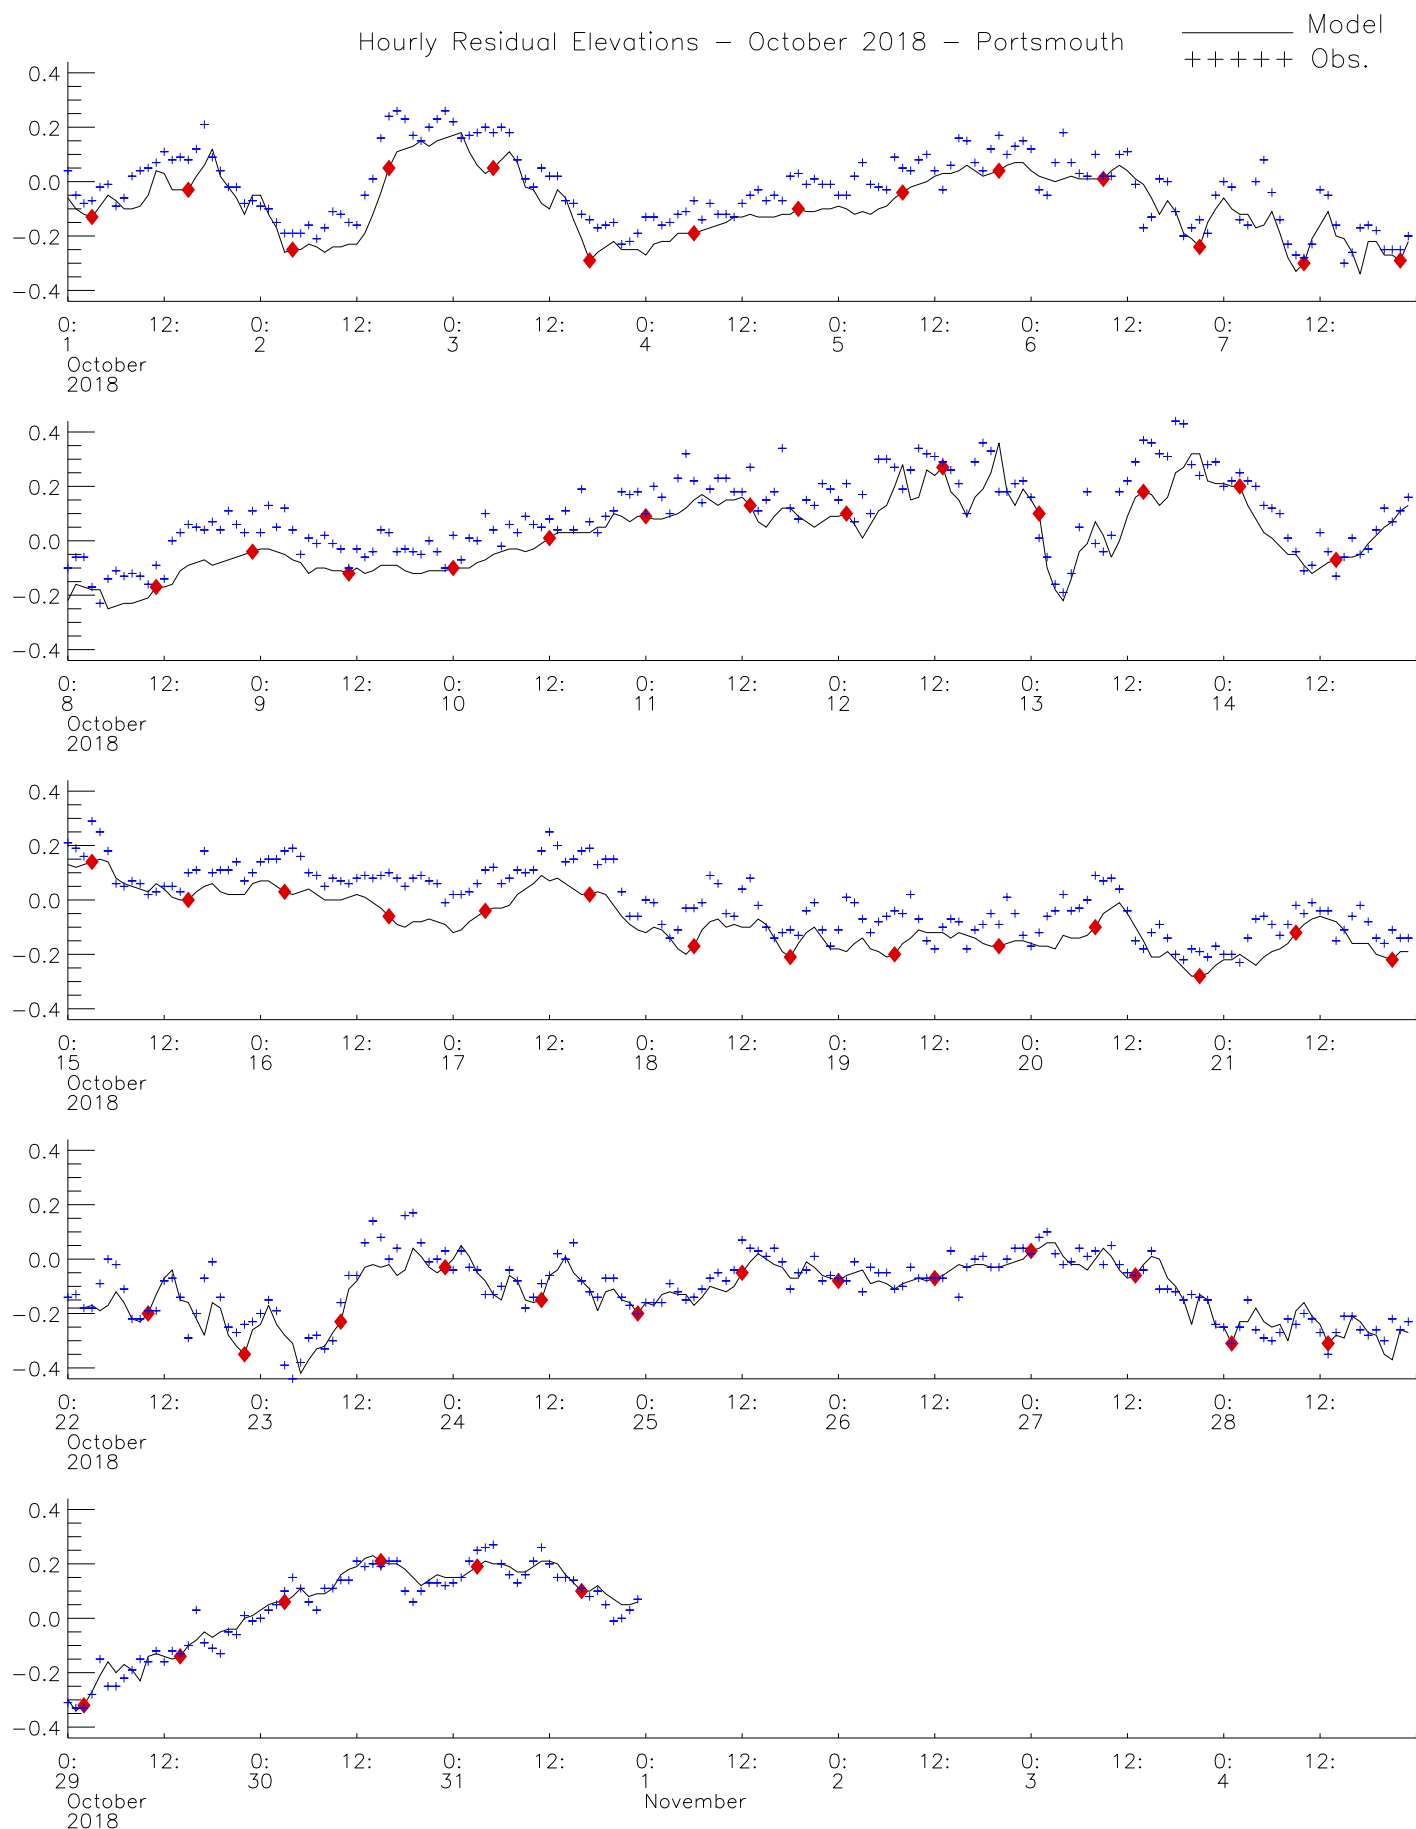 Hourly Residual Elevations − October 2018 − Portsmouth
Model
+++++ Obs.
0.4
0.2
0.0
−0.2
−0.4
0: 12: 0: 12: 0: 12: 0: 12: 0: 12: 0: 12: 0: 12:
1 2 3 4 5 6 7
October
2018
0.4
0.2
0.0
−0.2
−0.4
0: 12: 0: 12: 0: 12: 0: 12: 0: 12: 0: 12: 0: 12:
8 9 10 11 12 13 14
October
2018
0.4
0.2
0.0
−0.2
−0.4
0: 12: 0: 12: 0: 12: 0: 12: 0: 12: 0: 12: 0: 12:
15 16 17 18 19 20 21
October
2018
0.4
0.2
0.0
−0.2
−0.4
0: 12: 0: 12: 0: 12: 0: 12: 0: 12: 0: 12: 0: 12:
22 23 24 25 26 27 28
October
2018
0.4
0.2
0.0
−0.2
−0.4
0: 12: 0: 12: 0: 12: 0: 12: 0: 12: 0: 12: 0: 12:
29 30 31 1 2 3 4
October November
2018